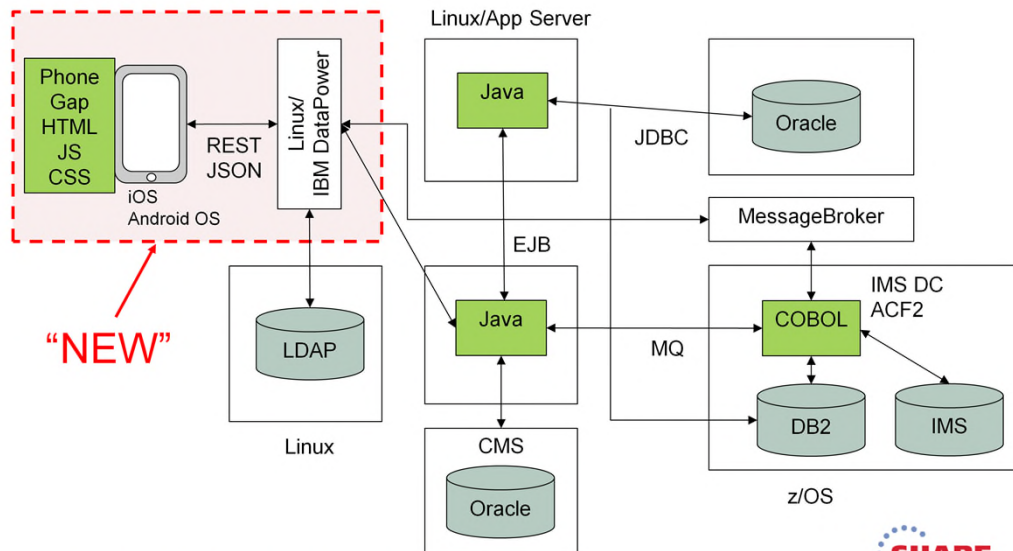 Linux/App Server
Phone
Gap
HTML
JS
CSS
iOS
Android OS
REST
JSON
Linux/
IBM DataPower
Java
JDBC
Oracle
MessageBroker
EJB
"NEW"
LDAP
Linux
Java
MQ
IMS DC
ACF2
COBOL
DB2
IMS
z/OS
CMS
Oracle
SHARE